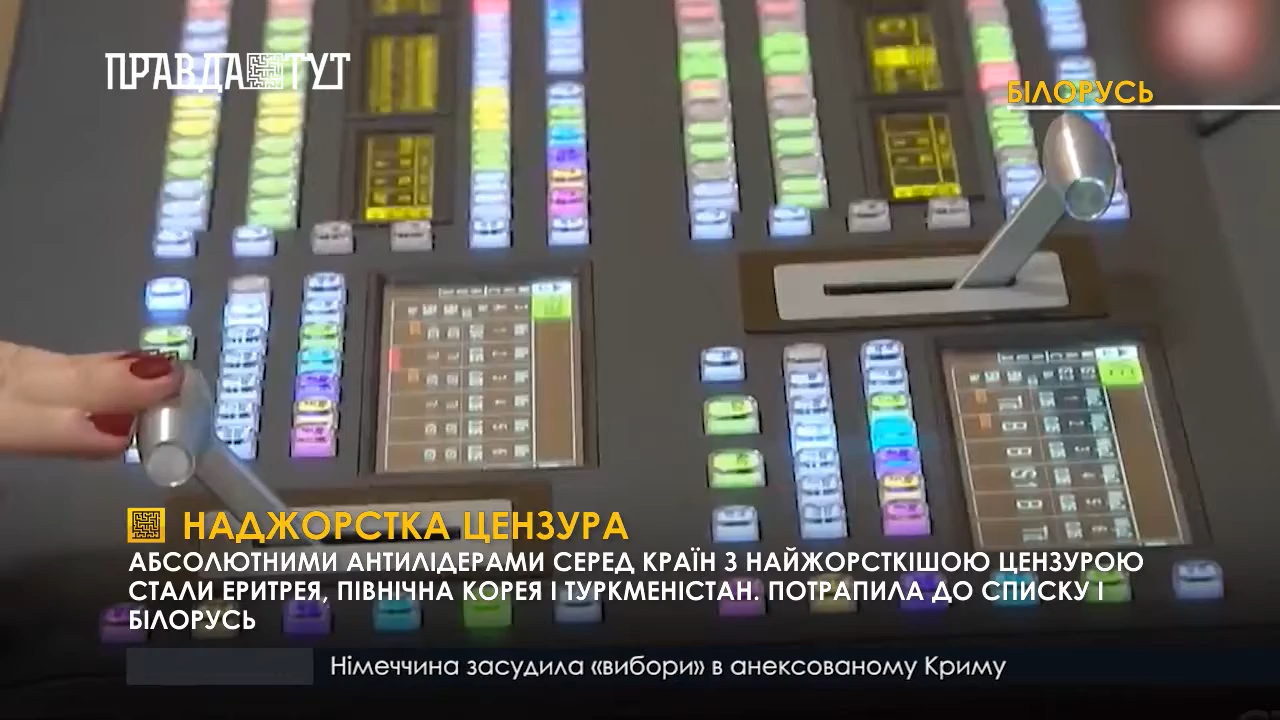 ПРАВДА ТУТ
БІЛОРУСЬ
НАДЖОРСТКА ЦЕНЗУРА
АБСОЛЮТНИМИ АНТИЛІДЕРАМИ СЕРЕД КРАЇН З НАЙЖОРСТКІШОЮ ЦЕНЗУРОЮ
СТАЛИ ЕРИТРЕЯ, ПІВНІЧНА КОРЕЯ І ТУРКМЕНІСТАН. ПОТРАПИЛА ДО СПИСКУ І
БІЛОРУСЬ
Німеччина засудила «вибори» в анексованому Криму